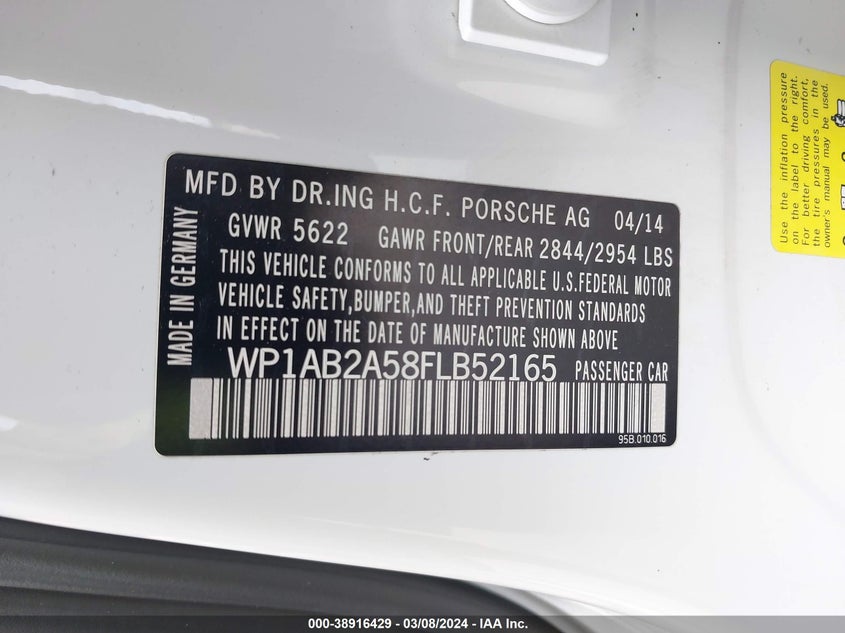 MFD BY DR.ING H.C.F. PORSCHE AG 04/14
GVWR 5622 GAWR FRONT/REAR 2844/2954 LBS
THIS VEHICLE CONFORMS TO ALL APPLICABLE U.S.FEDERAL MOTOR
VEHICLE SAFETY,BUMPER,AND THEFT PREVENTION STANDARDS
IN EFFECT ON THE DATE OF MANUFACTURE SHOWN ABOVE
WP1AB2A58FLB52165 PASSENGER CAR
95B.010.016
MADE IN GERMANY
Use the inflation pressure
on the label to the right.
For better driving comfort,
the tire pressures in the
owner's manual may be used.
000-38916429 - 03/08/2024 - IAA Inc.